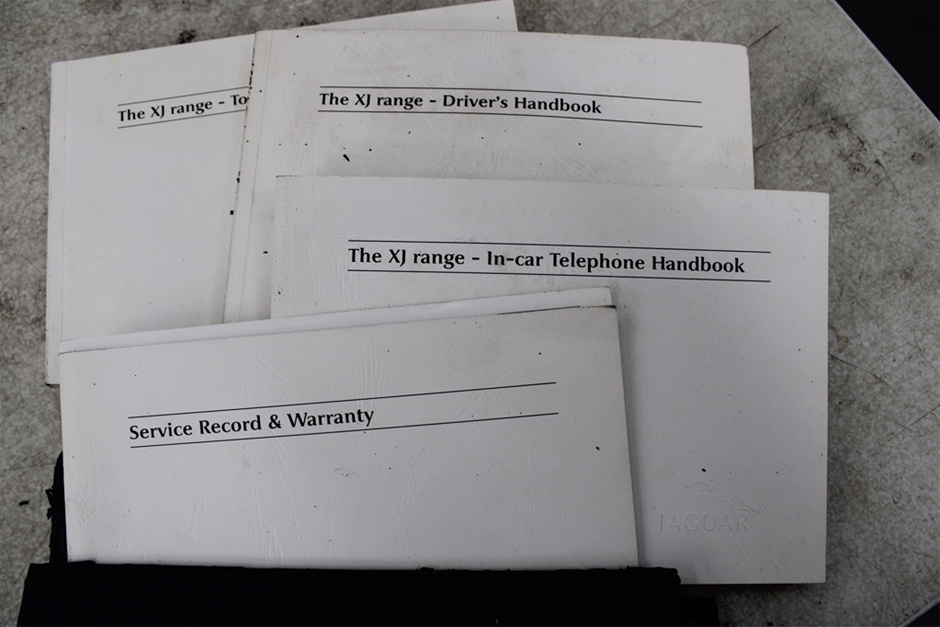 The XJ range - To
The XJ range - Driver's Handbook
The XJ range - In-car Telephone Handbook
Service Record & Warranty
JAGUAR